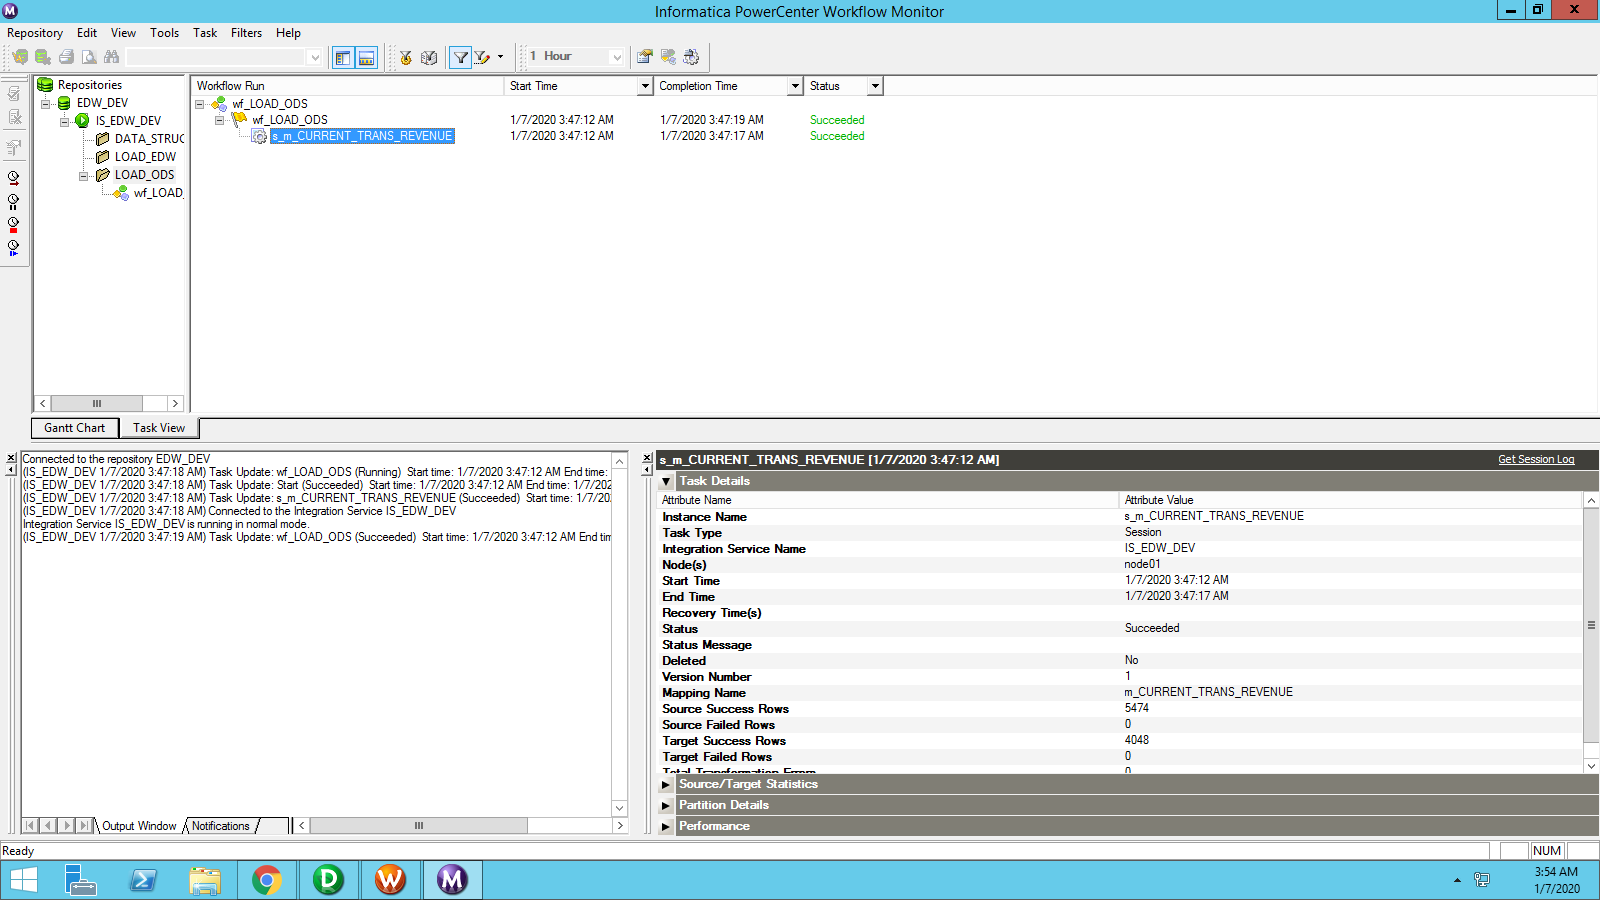 Informatica PowerCenter Workflow Monitor
Repository Edit View Tools Task Filters Help
1 Hour
Repositories
EDW_DEV
IS_EDW_DEV
DATA_STRUC
LOAD_EDW
LOAD_ODS
wf_LOAD_
Workflow Run Start Time Completion Time Status
wf_LOAD_ODS
wf_LOAD_ODS 1/7/2020 3:47:12 AM 1/7/2020 3:47:19 AM Succeeded
s_m_CURRENT_TRANS_REVENUE 1/7/2020 3:47:12 AM 1/7/2020 3:47:17 AM Succeeded
Gantt Chart Task View
Connected to the repository EDW_DEV
(IS_EDW_DEV 1/7/2020 3:47:18 AM) Task Update: wf_LOAD_ODS (Running) Start time: 1/7/2020 3:47:12 AM End time:
(IS_EDW_DEV 1/7/2020 3:47:18 AM) Task Update: Start (Succeeded) Start time: 1/7/2020 3:47:12 AM End time: 1/7/202
(IS_EDW_DEV 1/7/2020 3:47:18 AM) Task Update: s_m_CURRENT_TRANS_REVENUE (Succeeded) Start time: 1/7/20
(IS_EDW_DEV 1/7/2020 3:47:18 AM) Connected to the Integration Service IS_EDW_DEV
Integration Service IS_EDW_DEV is running in normal mode.
(IS_EDW_DEV 1/7/2020 3:47:19 AM) Task Update: wf_LOAD_ODS (Succeeded) Start time: 1/7/2020 3:47:12 AM End tim
Output Window Notifications
s_m_CURRENT_TRANS_REVENUE [1/7/2020 3:47:12 AM] Get Session Log
Task Details
Attribute Name Attribute Value
Instance Name s_m_CURRENT_TRANS_REVENUE
Task Type Session
Integration Service Name IS_EDW_DEV
Node(s) node01
Start Time 1/7/2020 3:47:12 AM
End Time 1/7/2020 3:47:17 AM
Recovery Time(s)
Status Succeeded
Status Message
Deleted No
Version Number 1
Mapping Name m_CURRENT_TRANS_REVENUE
Source Success Rows 5474
Source Failed Rows 0
Target Success Rows 4048
Target Failed Rows 0
Total Transformation Errors 0
Source/Target Statistics
Partition Details
Performance
Ready NUM
D W M
3:54 AM
1/7/2020